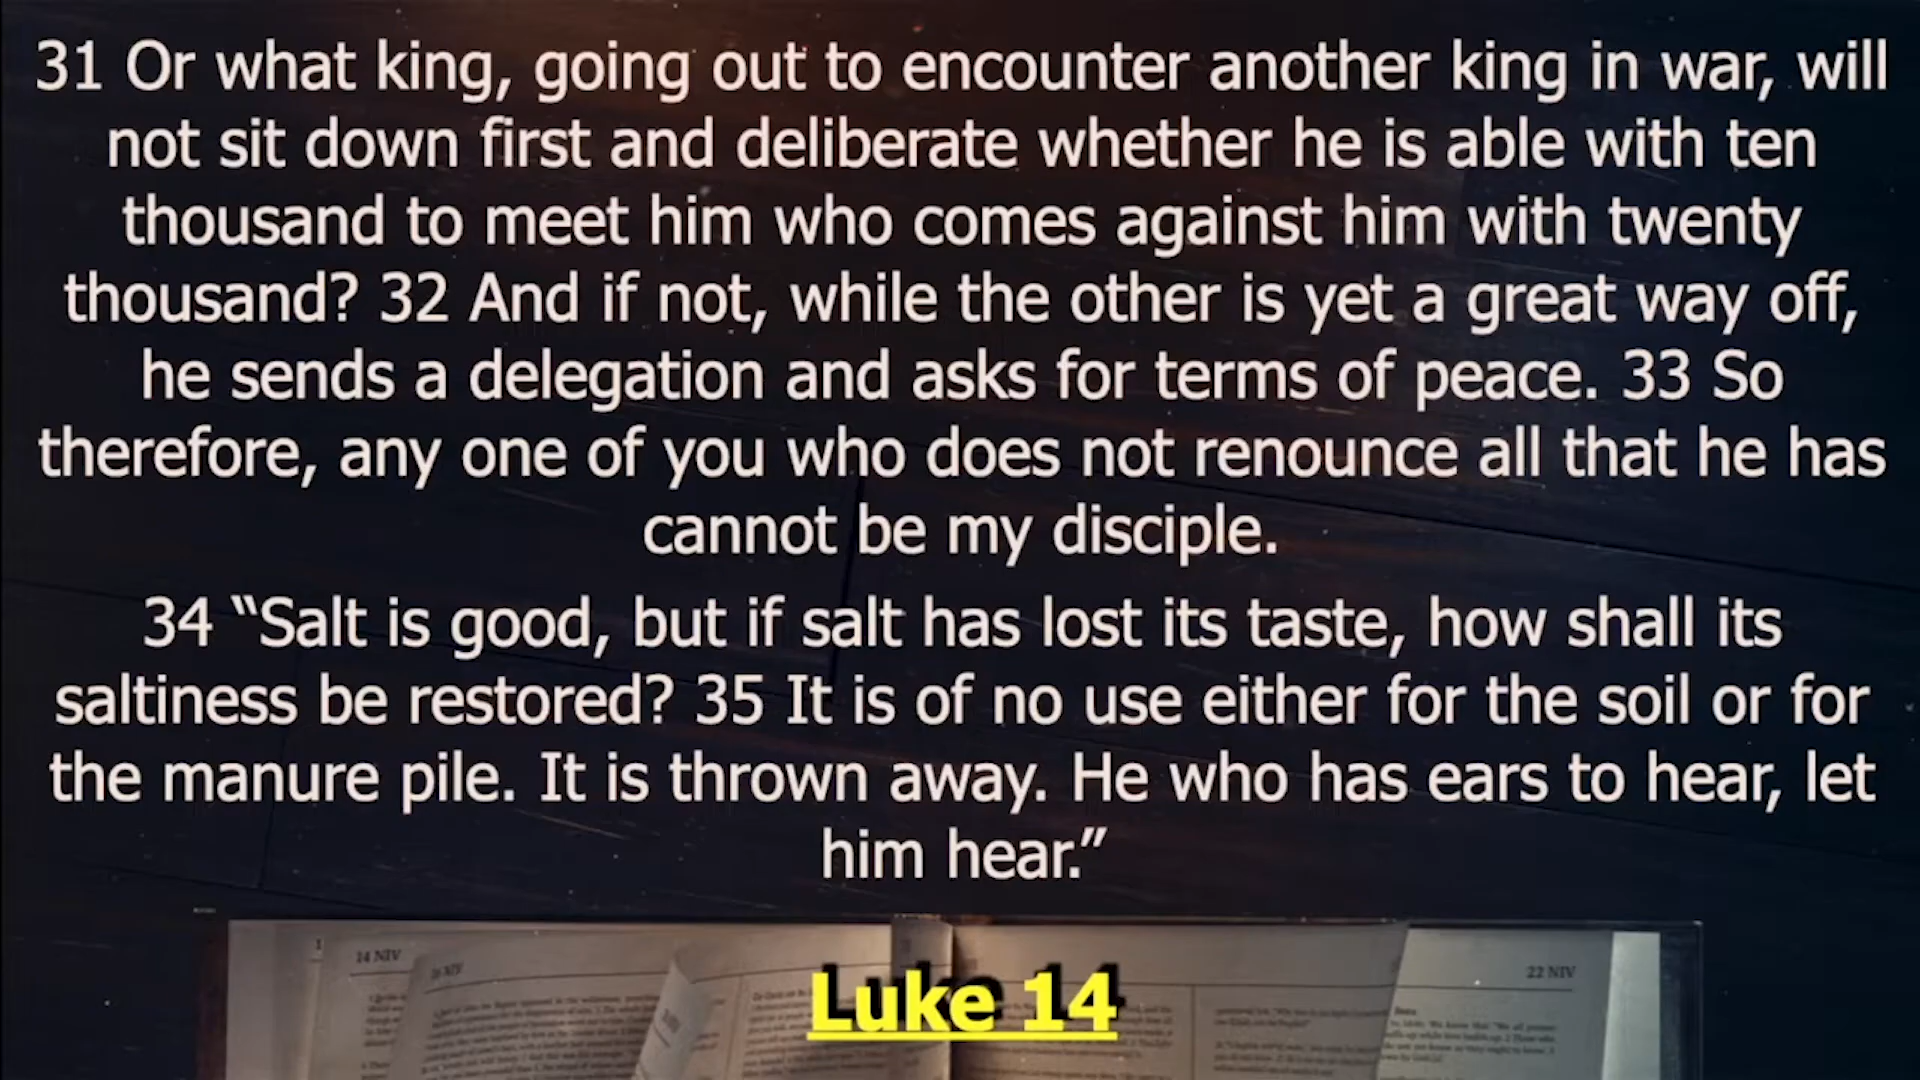 31 Or what king, going out to encounter another king in war, will
not sit down first and deliberate whether he is able with ten
thousand to meet him who comes against him with twenty
thousand? 32 And if not, while the other is yet a great way off,
he sends a delegation and asks for terms of peace. 33 So
therefore, any one of you who does not renounce all that he has
cannot be my disciple.
34 “Salt is good, but if salt has lost its taste, how shall its
saltiness be restored? 35 It is of no use either for the soil or for
the manure pile. It is thrown away. He who has ears to hear, let
him hear.”
14 NIV
22 NIV
Luke 14